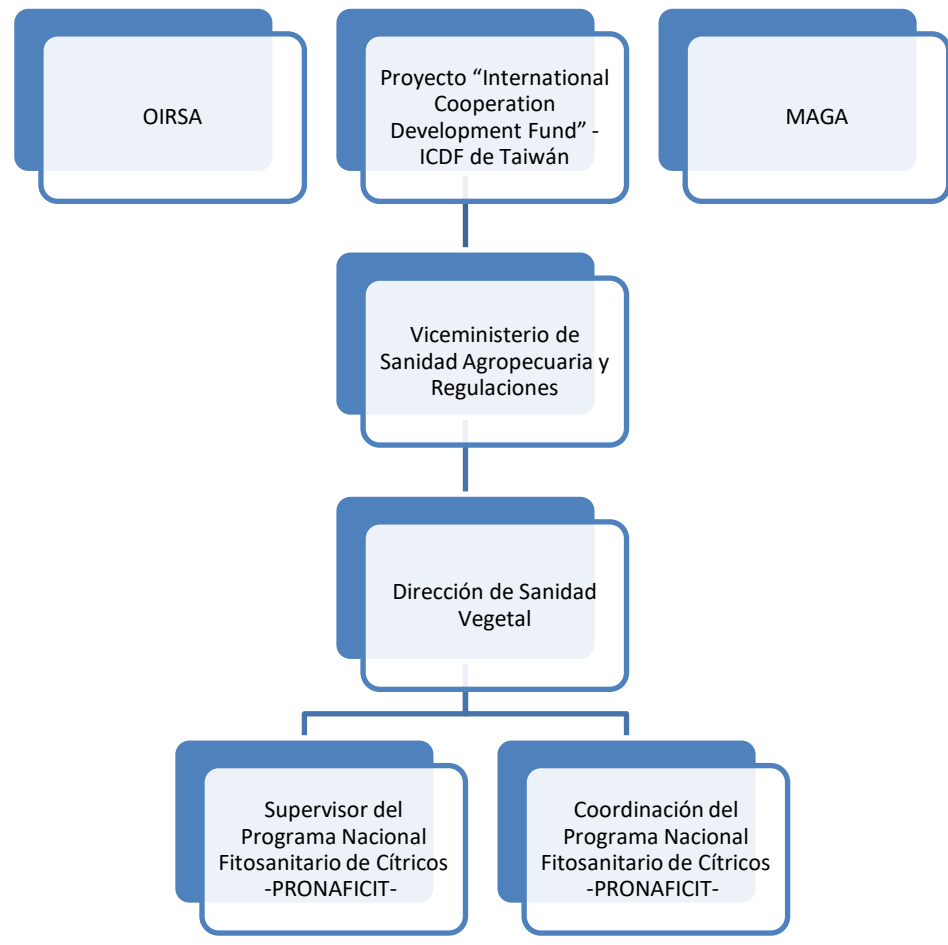 OIRSA
Proyecto “International
Cooperation
Development Fund” -
ICDF de Taiwán
MAGA
Viceministerio de
Sanidad Agropecuaria y
Regulaciones
Dirección de Sanidad
Vegetal
Supervisor del
Programa Nacional
Fitosanitario de Cítricos
-PRONAFICIT-
Coordinación del
Programa Nacional
Fitosanitario de Cítricos
-PRONAFICIT-